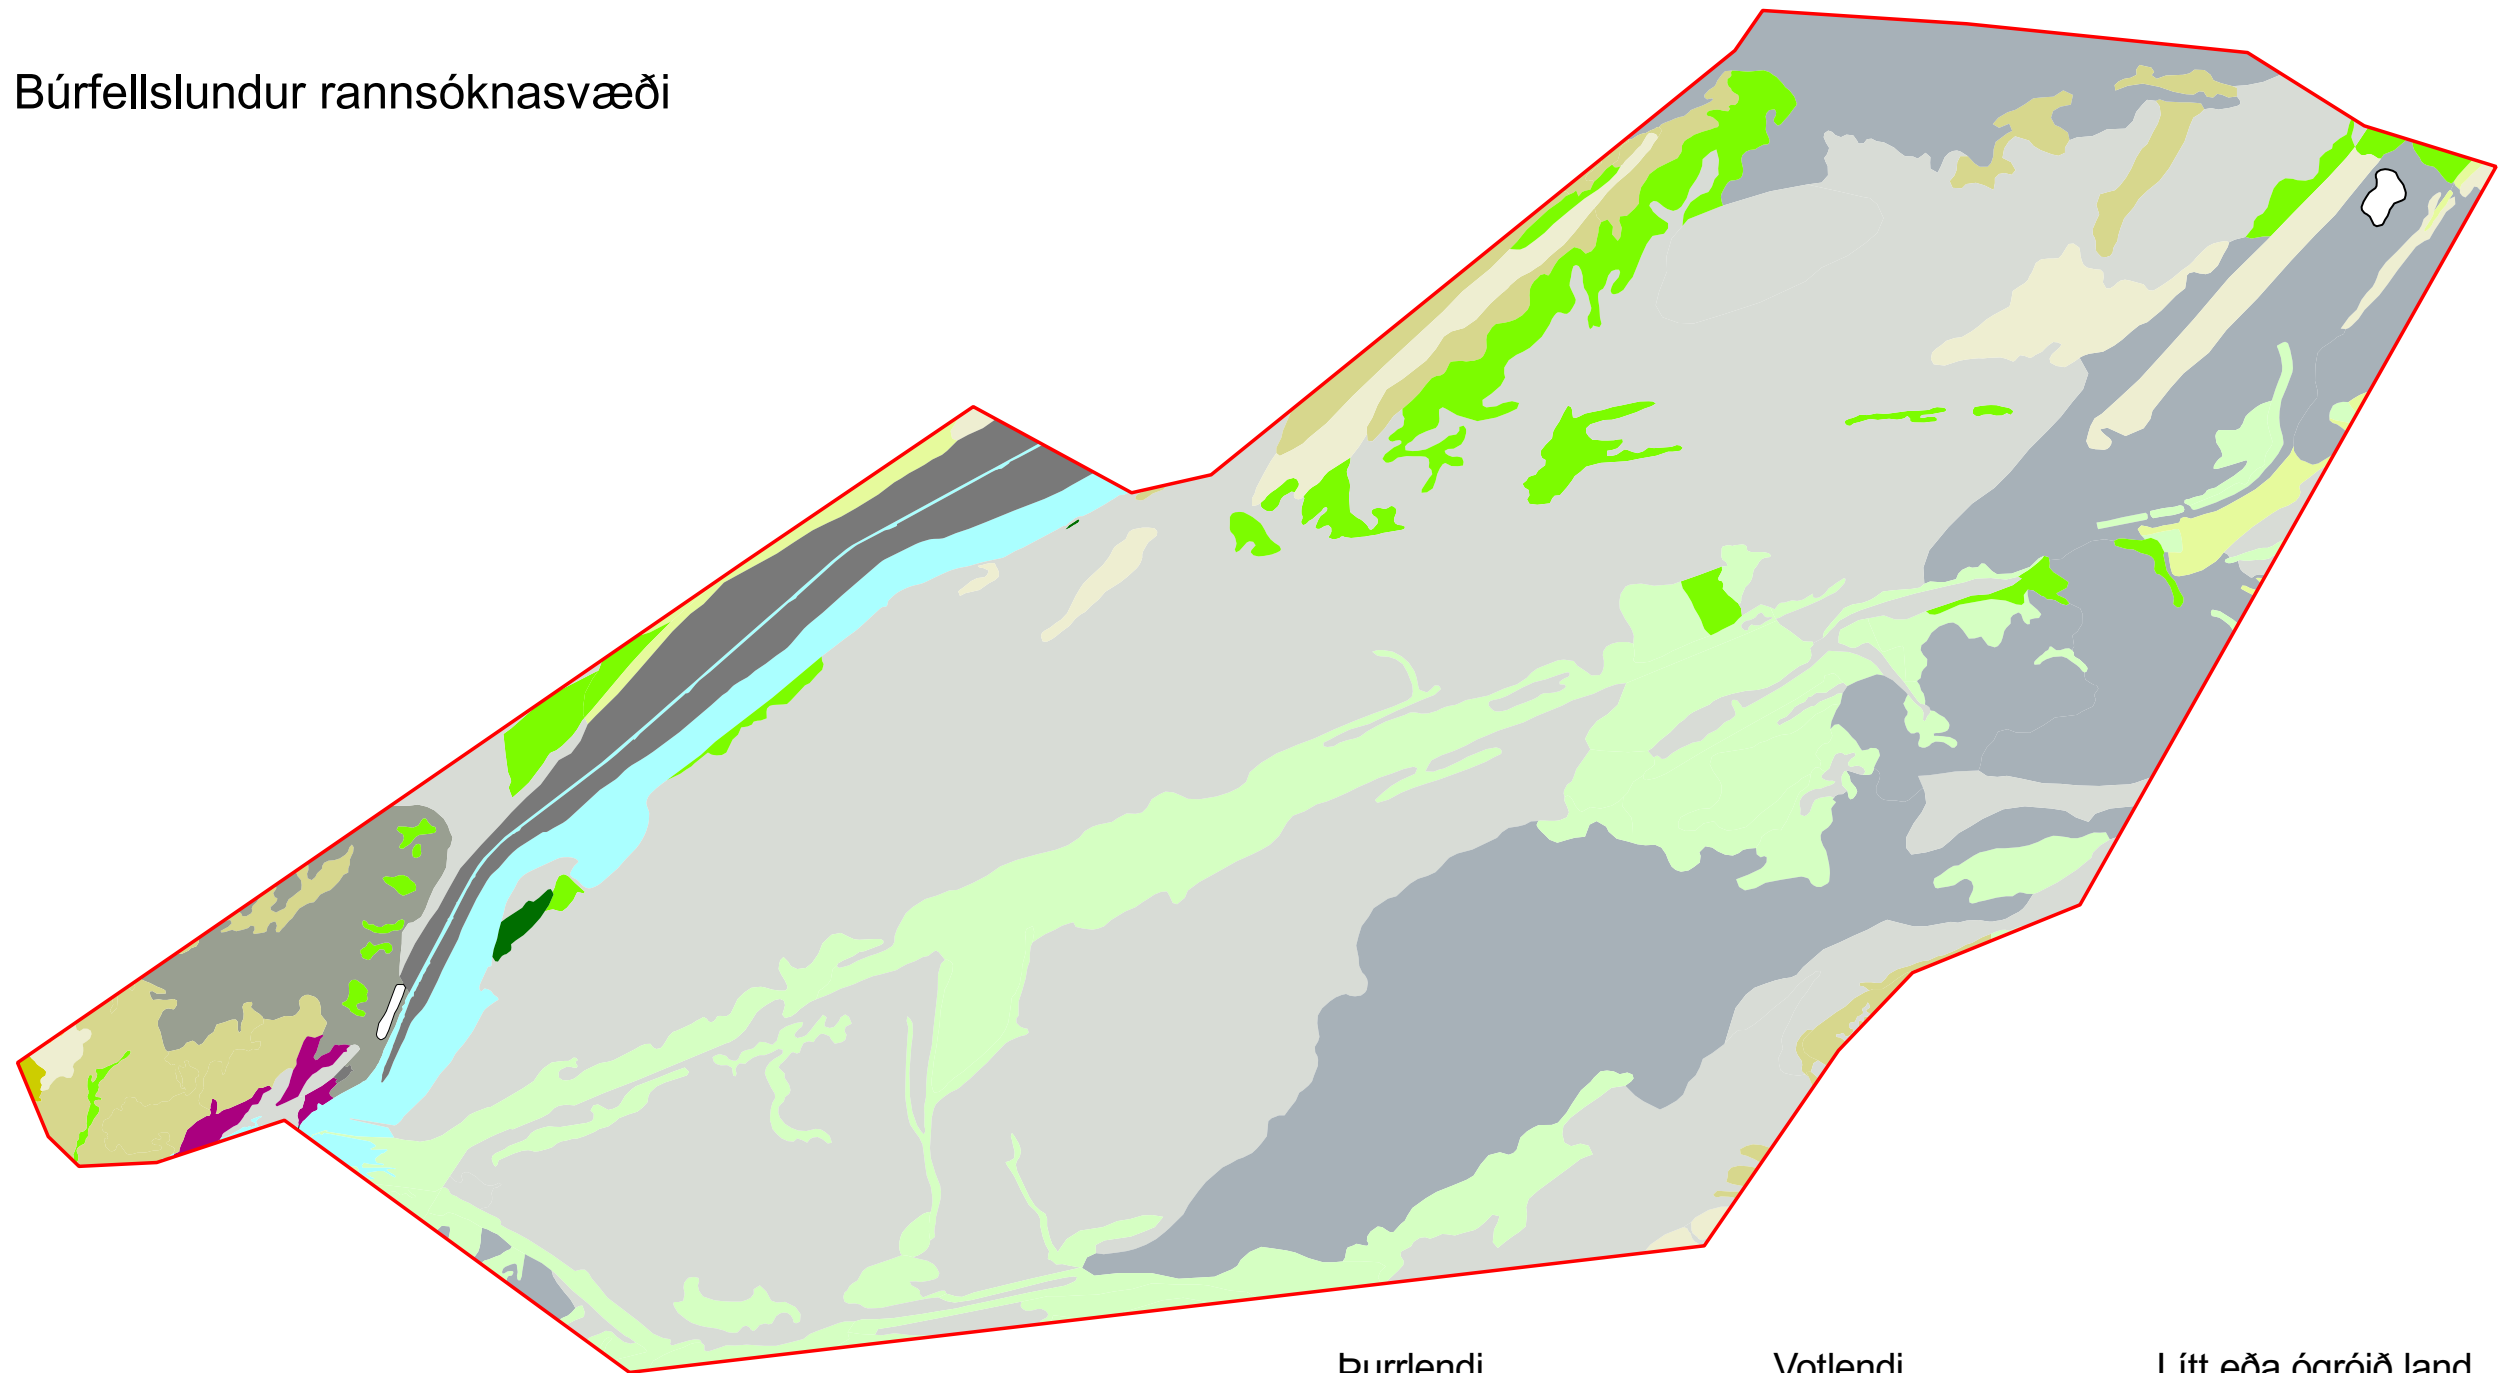 Búrfellslundur rannsóknasvæði
Þurrlendi
Votlendi
Lítt eða ógróið land